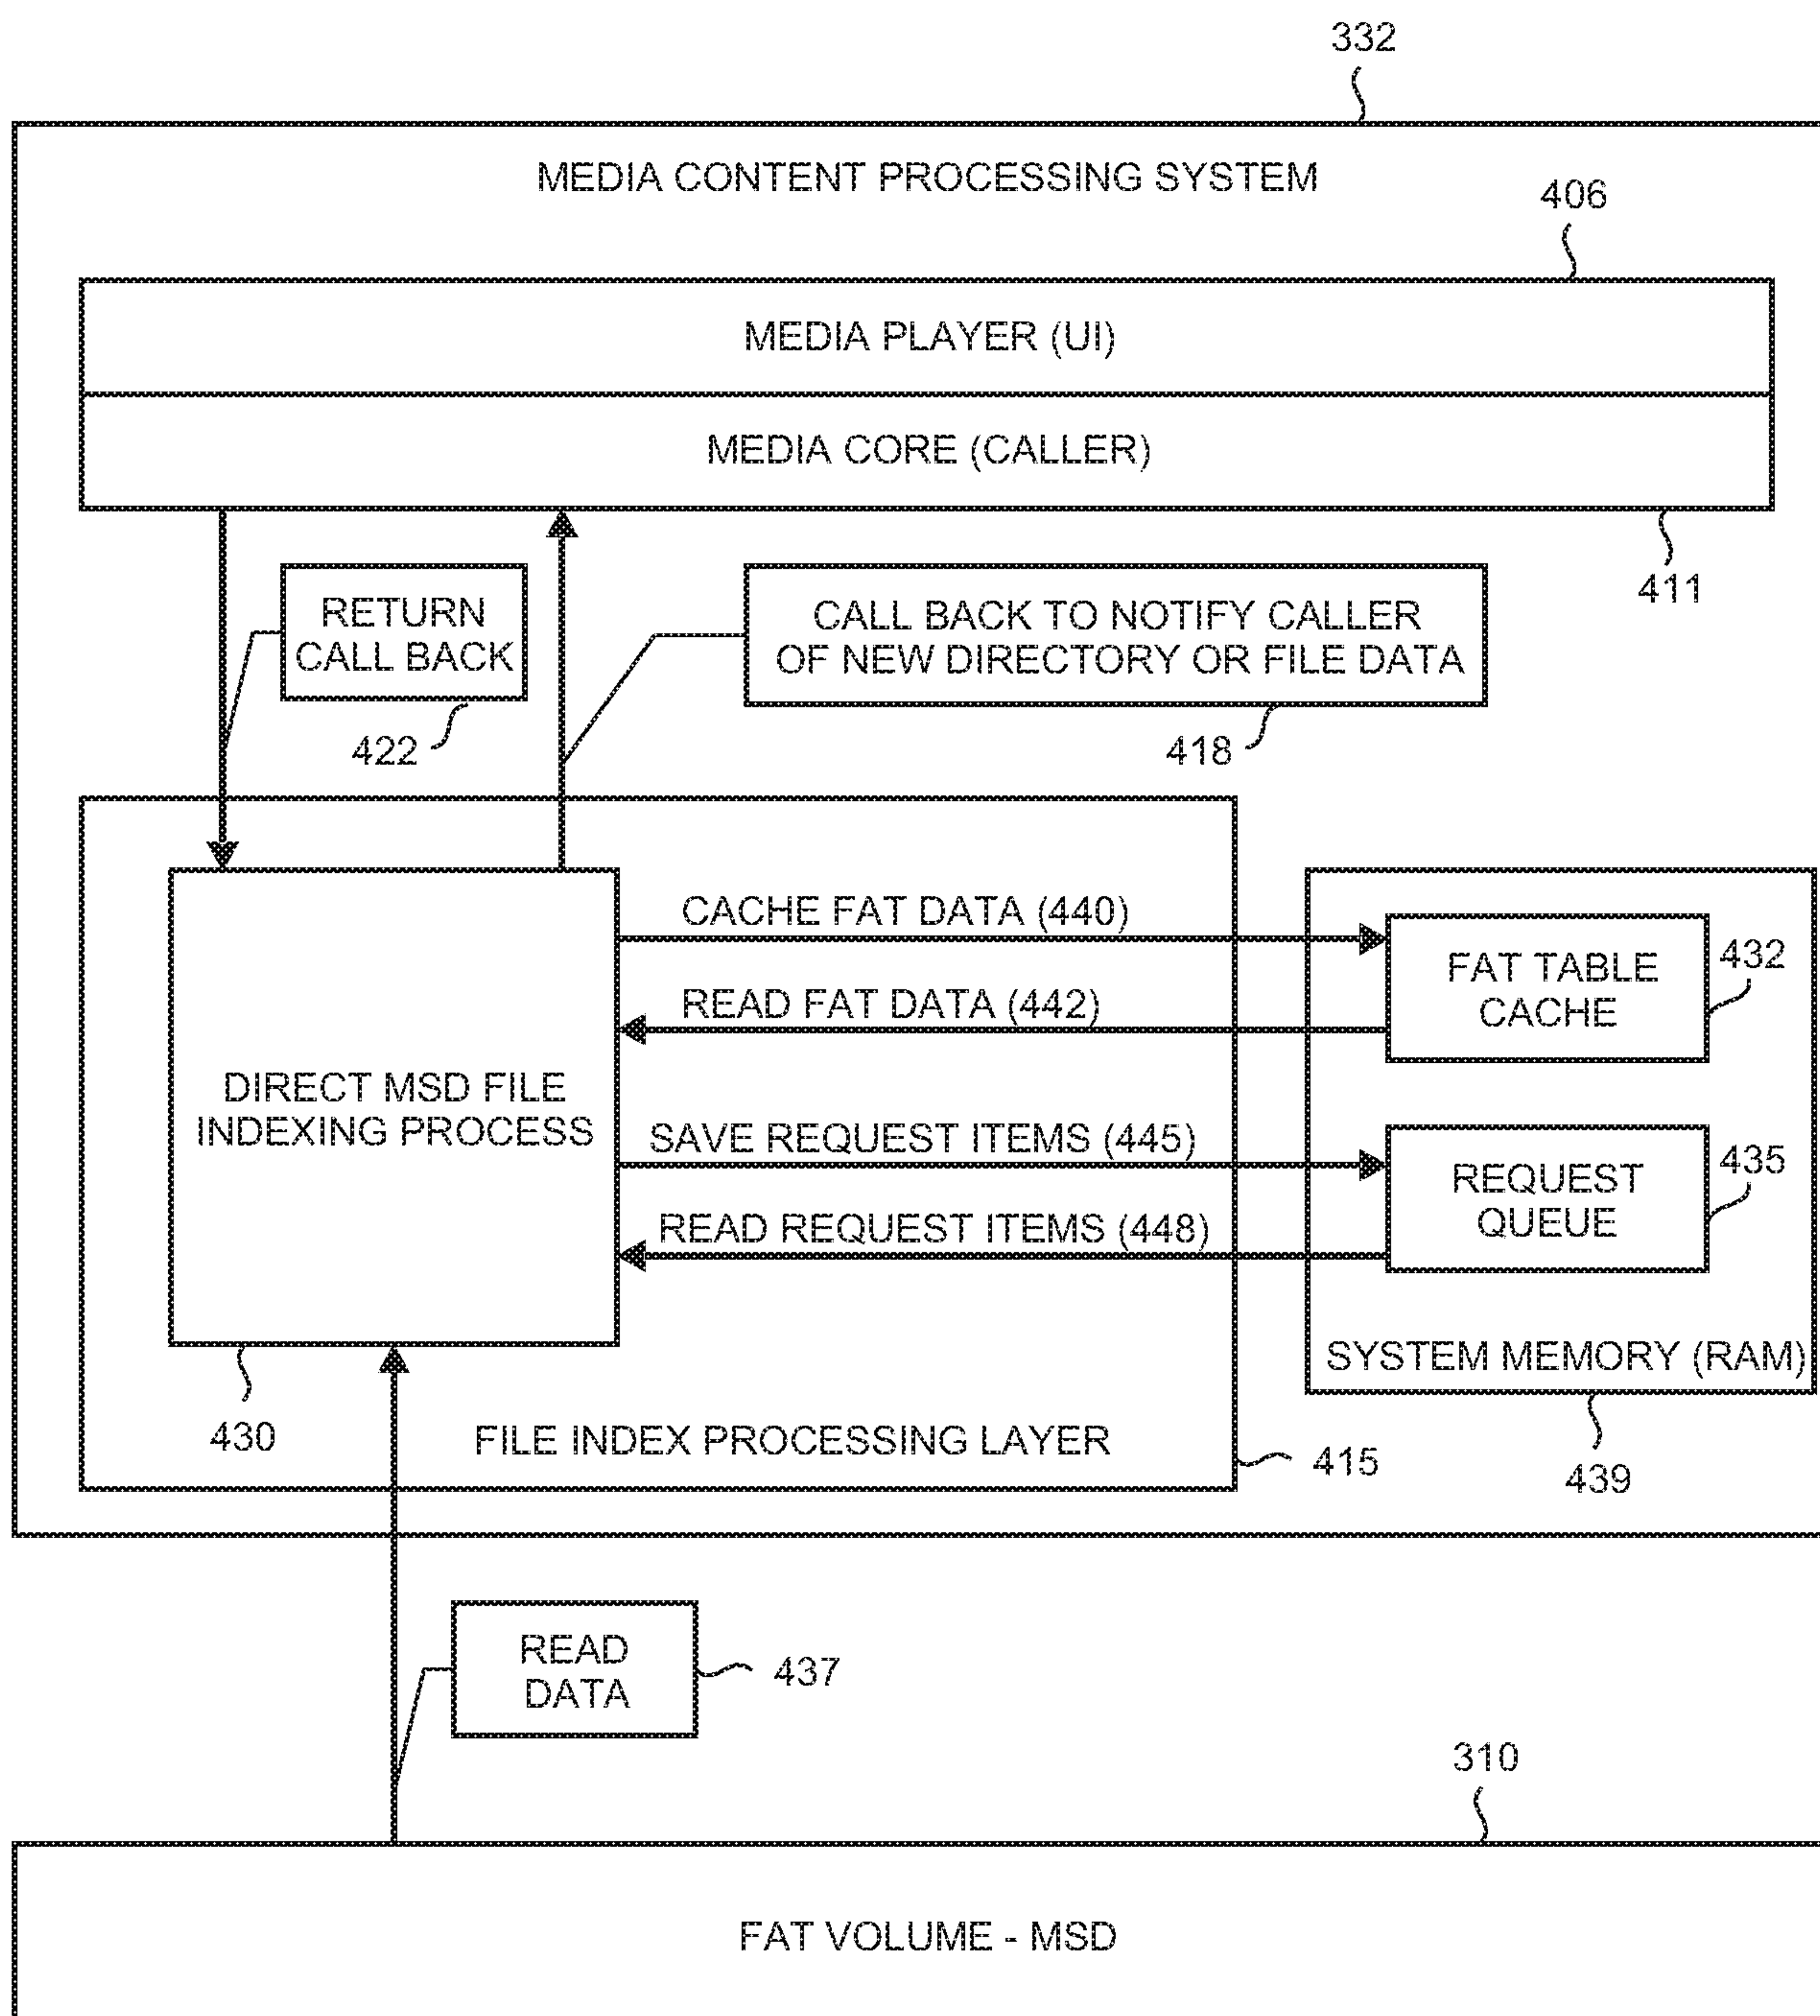 332
MEDIA CONTENT PROCESSING SYSTEM
406
MEDIA PLAYER (UI)
MEDIA CORE (CALLER)
411
RETURN
CALL BACK
422
CALL BACK TO NOTIFY CALLER
OF NEW DIRECTORY OR FILE DATA
418
CACHE FAT DATA (440)
READ FAT DATA (442)
FAT TABLE
CACHE
432
DIRECT MSD FILE
INDEXING PROCESS
SAVE REQUEST ITEMS (445)
READ REQUEST ITEMS (448)
REQUEST
QUEUE
435
SYSTEM MEMORY (RAM)
430
FILE INDEX PROCESSING LAYER
415
439
READ
DATA
437
310
FAT VOLUME - MSD